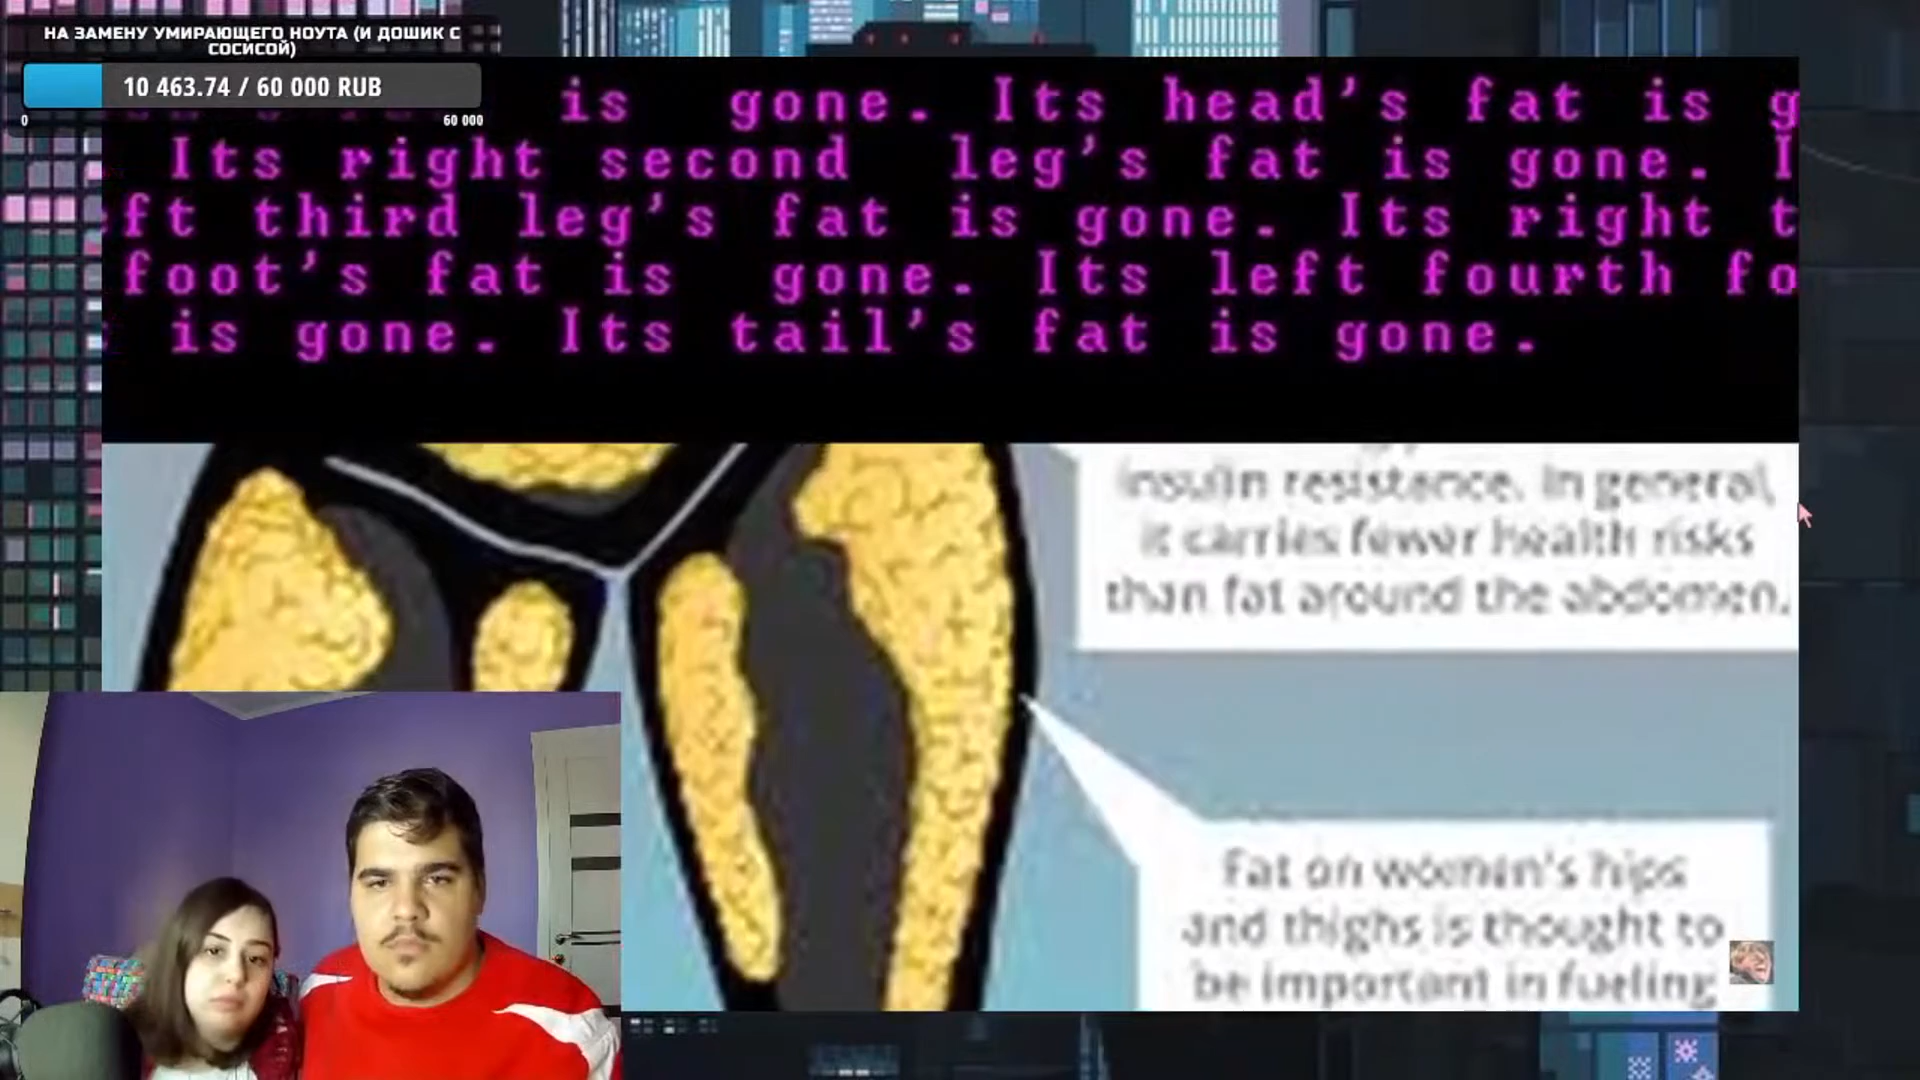 НА ЗАМЕНУ УМИРАЮЩЕГО НОУТА (И ДОШИК С
СОСИСОЙ)
10 463.74 / 60 000 RUB
0
60 000
is gone. Its head's fat is g
Its right second leg's fat is gone. I
ft third leg's fat is gone. Its right t
foot's fat is gone. Its left fourth fo
is gone. Its tail's fat is gone.
insulin resistance. In general,
it carries fewer health risks
than fat around the abdomen.
Fat on women's hips
and thighs is thought to
be important in fueling